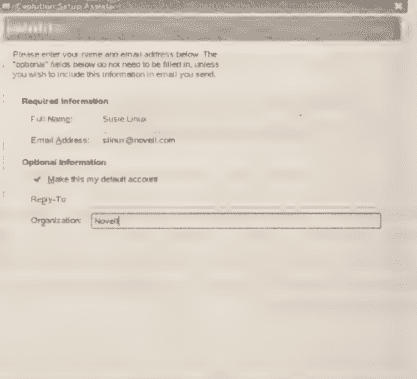 Evolution Setup Assistant
Please enter your name and email address below. The
"optional" fields below do not need to be filled in, unless
you wish to include this information in email you send.
Required Information
Full Name: Susie Linux
Email Address: slinux@novell.com
Optional Information
Make this my default account
Reply-To
Organization: Novell